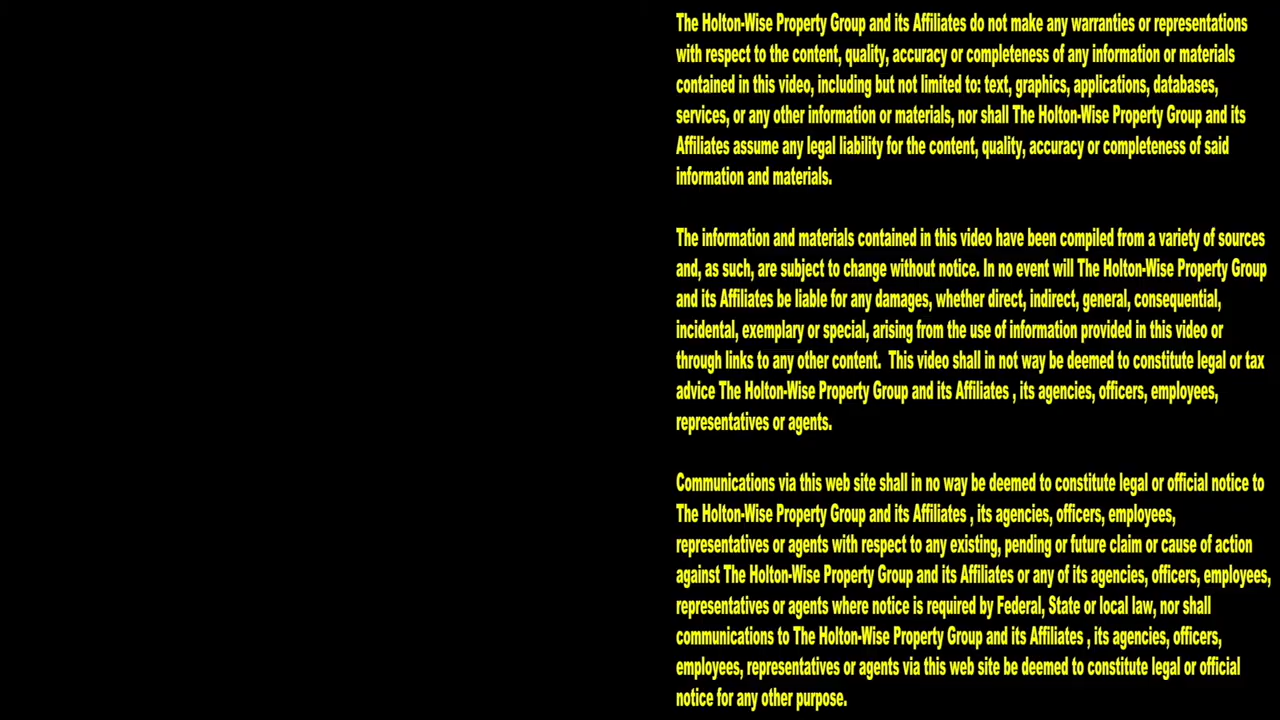 The Holton-Wise Property Group and its Affiliates do not make any warranties or representations
with respect to the content, quality, accuracy or completeness of any information or materials
contained in this video, including but not limited to: text, graphics, applications, databases,
services, or any other information or materials, nor shall The Holton-Wise Property Group and its
Affiliates assume any legal liability for the content, quality, accuracy or completeness of said
information and materials.
The information and materials contained in this video have been compiled from a variety of sources
and, as such, are subject to change without notice. In no event will The Holton-Wise Property Group
and its Affiliates be liable for any damages, whether direct, indirect, general, consequential,
incidental, exemplary or special, arising from the use of information provided in this video or
through links to any other content.  This video shall in not way be deemed to constitute legal or tax
advice The Holton-Wise Property Group and its Affiliates , its agencies, officers, employees,
representatives or agents.
Communications via this web site shall in no way be deemed to constitute legal or official notice to
The Holton-Wise Property Group and its Affiliates , its agencies, officers, employees,
representatives or agents with respect to any existing, pending or future claim or cause of action
against The Holton-Wise Property Group and its Affiliates or any of its agencies, officers, employees,
representatives or agents where notice is required by Federal, State or local law, nor shall
communications to The Holton-Wise Property Group and its Affiliates , its agencies, officers,
employees, representatives or agents via this web site be deemed to constitute legal or official
notice for any other purpose.